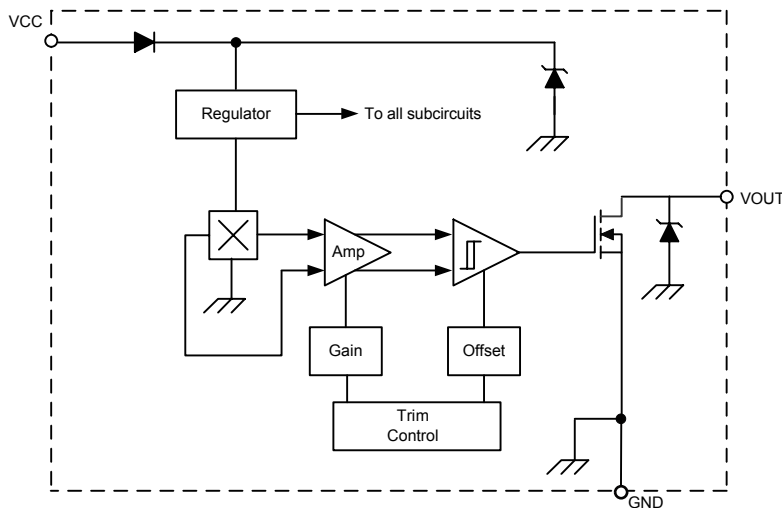 VCC
Regulator
To all subcircuits
VOUT
Amp
Gain
Offset
Trim
Control
GND